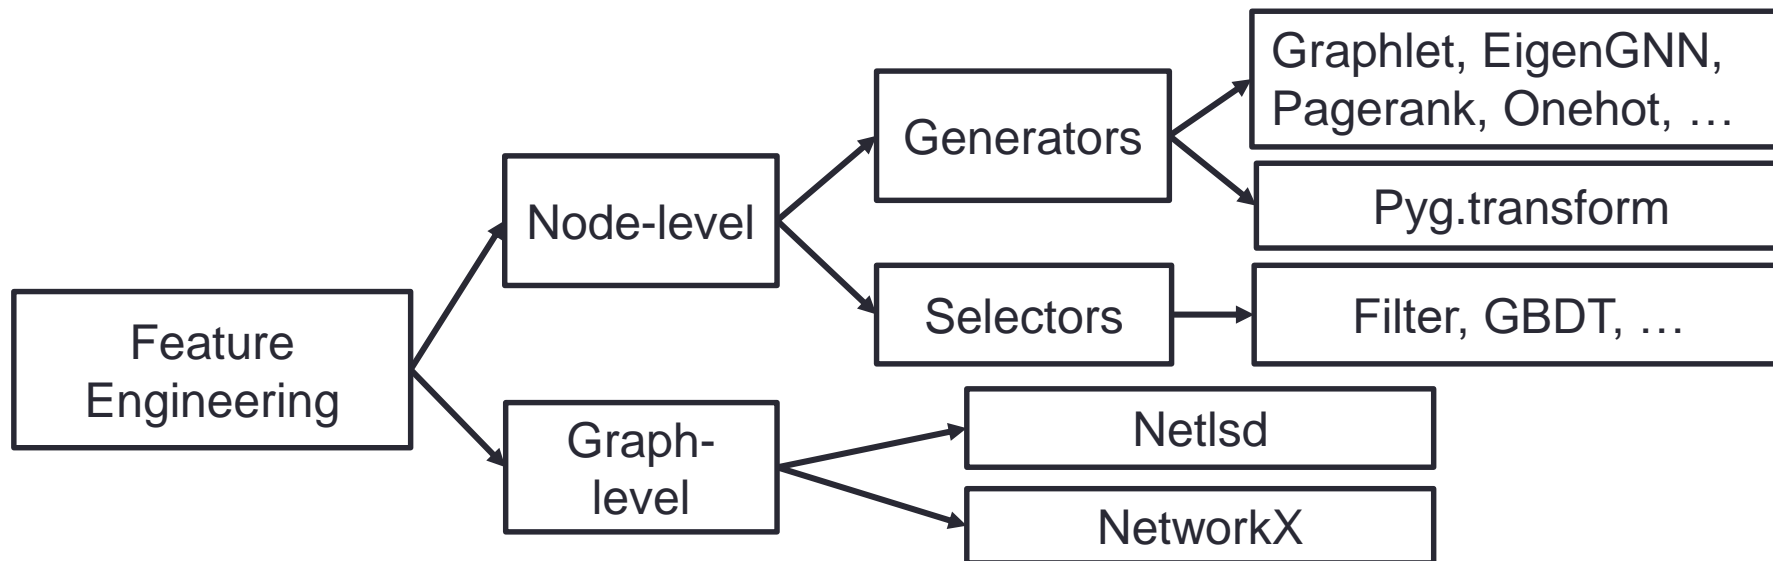 Feature
Engineering
Node-level
Graph-
level
Generators
Selectors
Graphlet, EigenGNN,
Pagerank, Onehot, …
Pyg.transform
Filter, GBDT, …
Netlsd
NetworkX